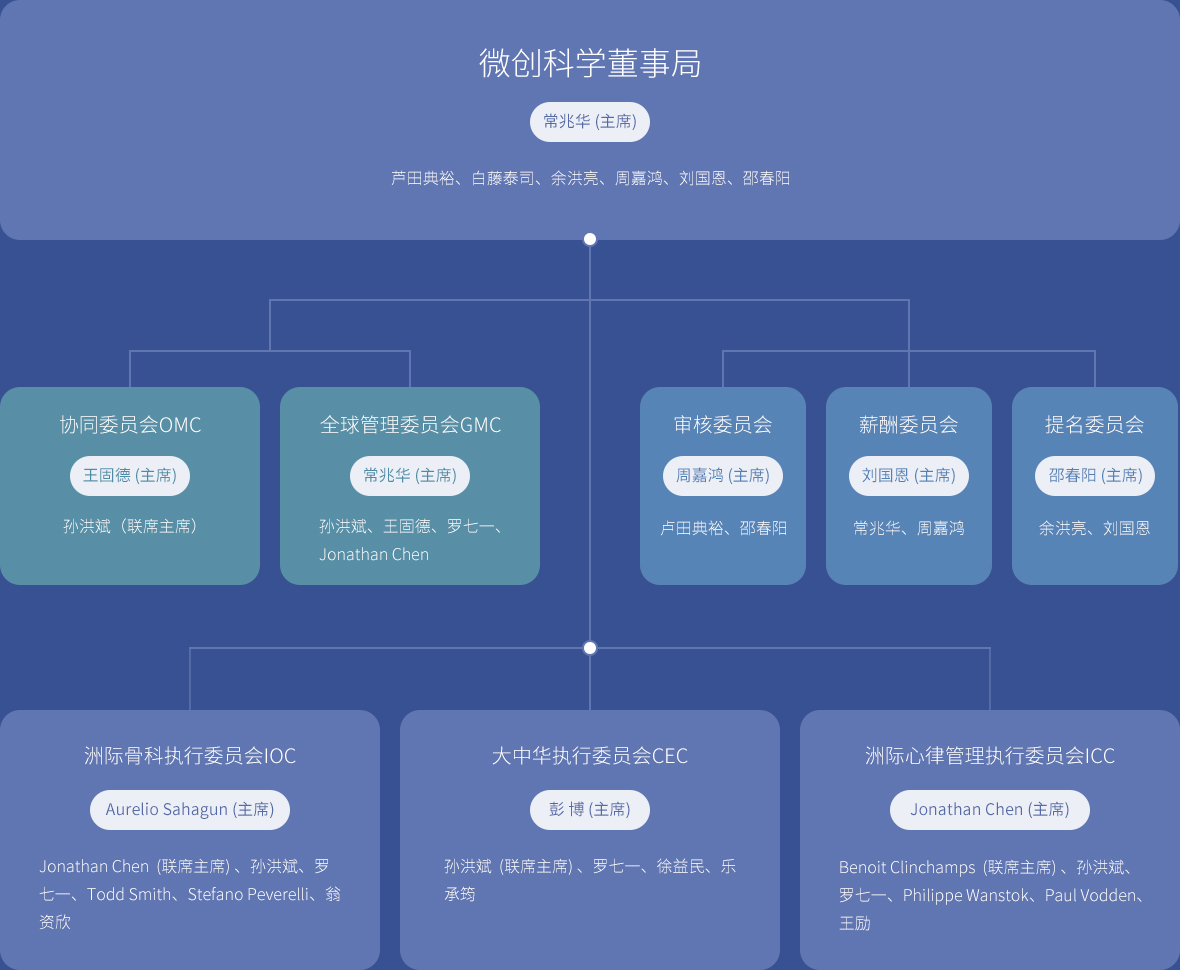 微创科学董事局
常兆华 (主席)
芦田典裕、白藤泰司、余洪亮、周嘉鸿、刘国恩、邵春阳
协同委员会OMC
王固德 (主席)
孙洪斌（联席主席）
全球管理委员会GMC
常兆华 (主席)
孙洪斌、王固德、罗七一、
Jonathan Chen
审核委员会
周嘉鸿 (主席)
卢田典裕、邵春阳
薪酬委员会
刘国恩 (主席)
常兆华、周嘉鸿
提名委员会
邵春阳 (主席)
余洪亮、刘国恩
洲际骨科执行委员会IOC
Aurelio Sahagun (主席)
Jonathan Chen (联席主席) 、孙洪斌、罗
七一、Todd Smith、Stefano Peverelli、翁
资欣
大中华执行委员会CEC
彭 博 (主席)
孙洪斌 (联席主席) 、罗七一、徐益民、乐
承筠
洲际心律管理执行委员会ICC
Jonathan Chen (主席)
Benoit Clinchamps (联席主席) 、孙洪斌、
罗七一、Philippe Wanstok、Paul Vodden、
王励